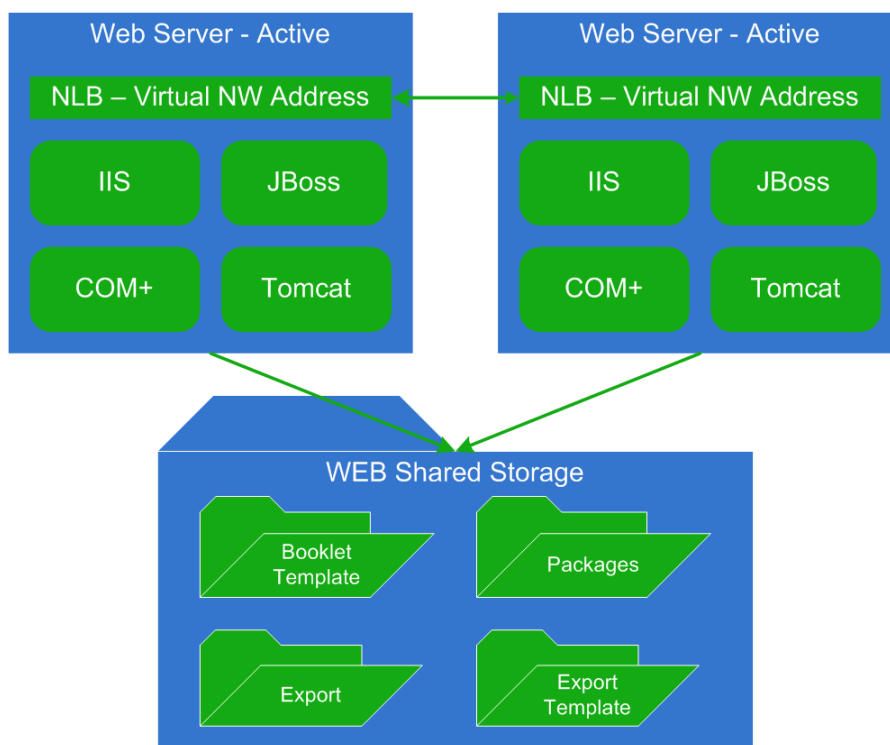 Web Server - Active
NLB – Virtual NW Address
IIS
JBoss
COM+
Tomcat
Web Server - Active
NLB – Virtual NW Address
IIS
JBoss
COM+
Tomcat
WEB Shared Storage
Booklet
Template
Packages
Export
Export
Template